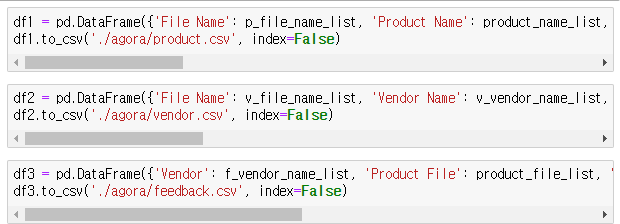 df1 = pd.DataFrame({'File Name': p_file_name_list, 'Product Name': product_name_list,
df1.to_csv('./agora/product.csv', index=False)
df2 = pd.DataFrame({'File Name': v_file_name_list, 'Vendor Name': v_vendor_name_list,
df2.to_csv('./agora/vendor.csv', index=False)
df3 = pd.DataFrame({'Vendor': f_vendor_name_list, 'Product File': product_file_list, '
df3.to_csv('./agora/feedback.csv', index=False)